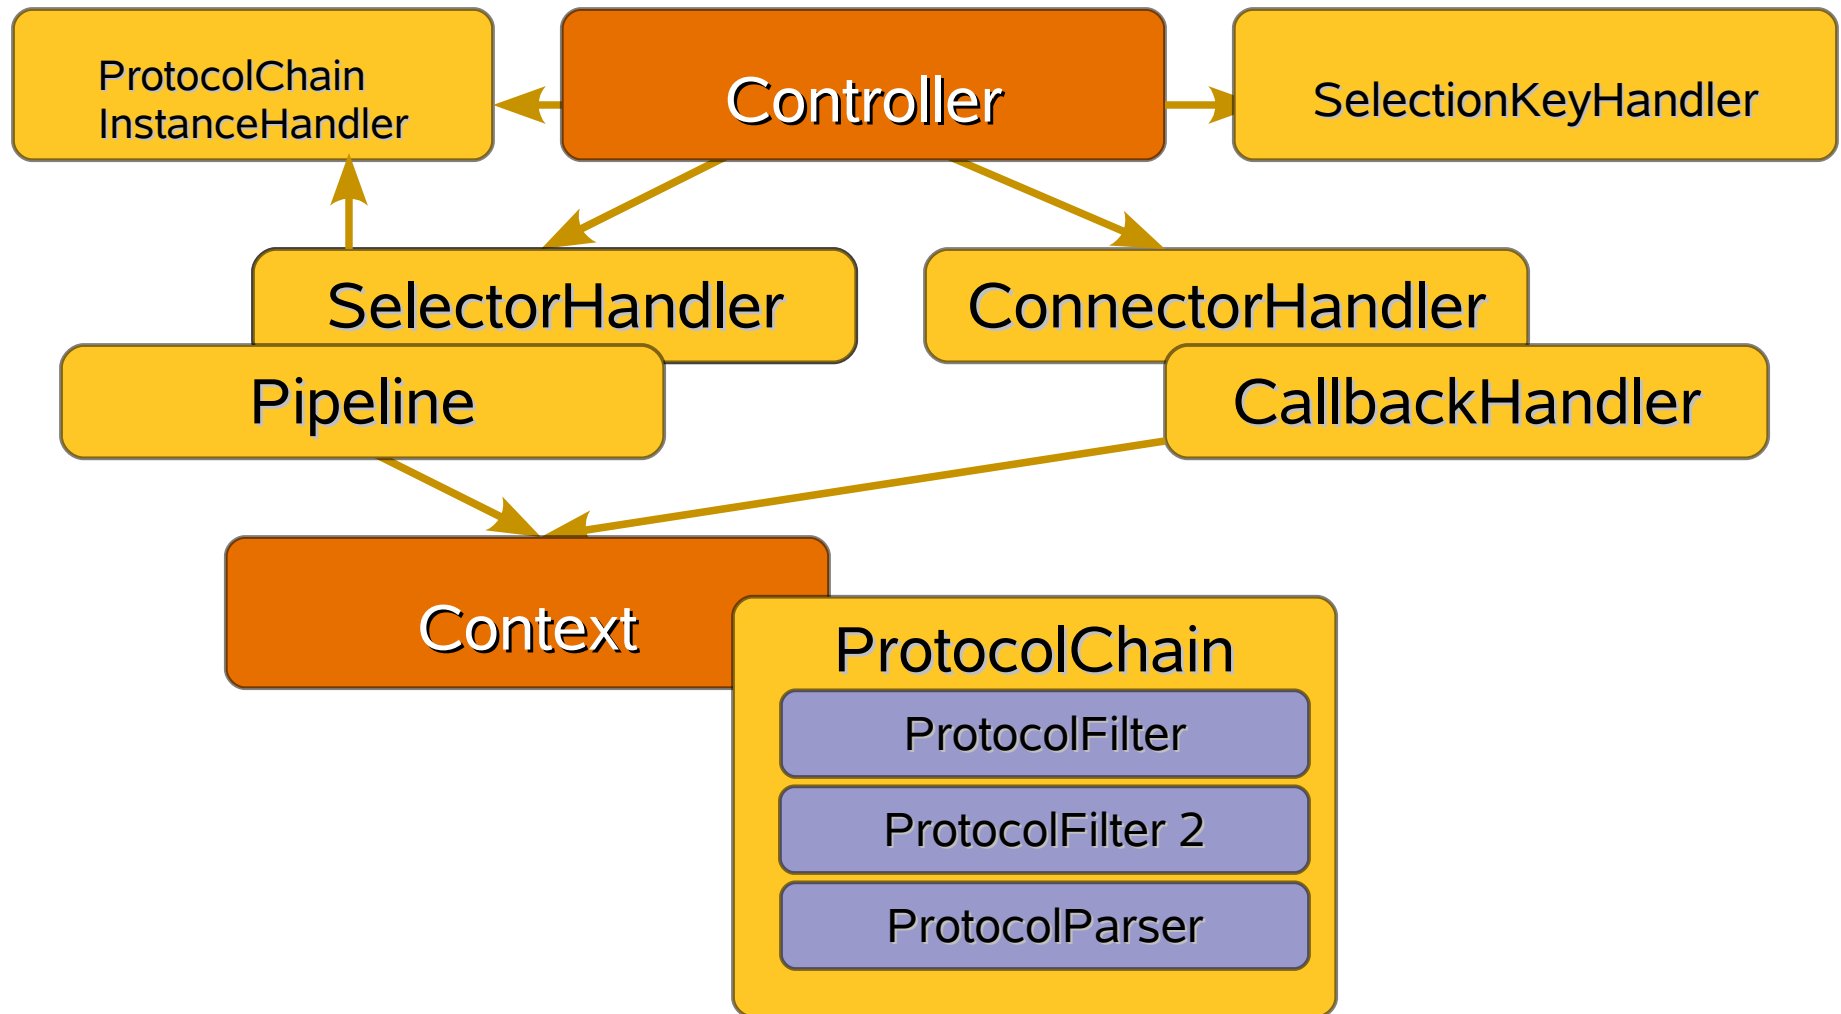 ProtocolChain
InstanceHandler
Controller
SelectionKeyHandler
SelectorHandler
ConnectorHandler
Pipeline
CallbackHandler
Context
ProtocolChain
ProtocolFilter
ProtocolFilter 2
ProtocolParser